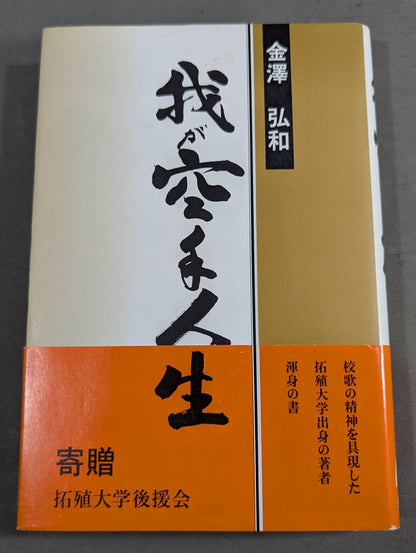 金澤 弘和
我が空手人生
校歌の精神を具現した
拓殖大学出身の著者
渾身の書
寄贈
拓殖大学後援会